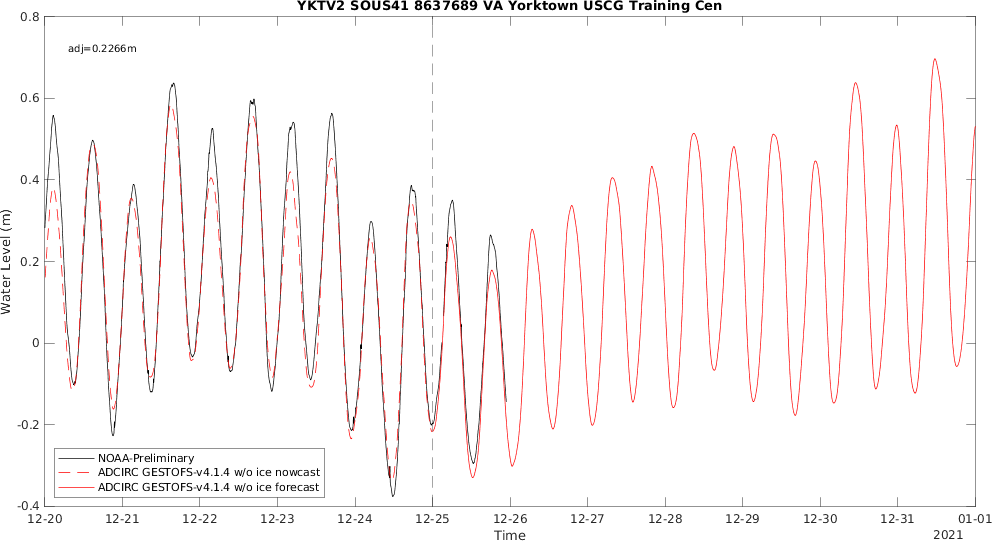 YKTV2 SOUS41 8637689 VA Yorktown USCG Training Cen
adj=0.2266m
Water Level (m)
0.8
0.6
0.4
0.2
0
-0.2
-0.4
NOAA-Preliminary
ADCIRC GESTOFS-v4.1.4 w/o ice nowcast
ADCIRC GESTOFS-v4.1.4 w/o ice forecast
12-20 12-21 12-22 12-23 12-24 12-25 12-26 12-27 12-28 12-29 12-30 12-31 01-01
Time
2021